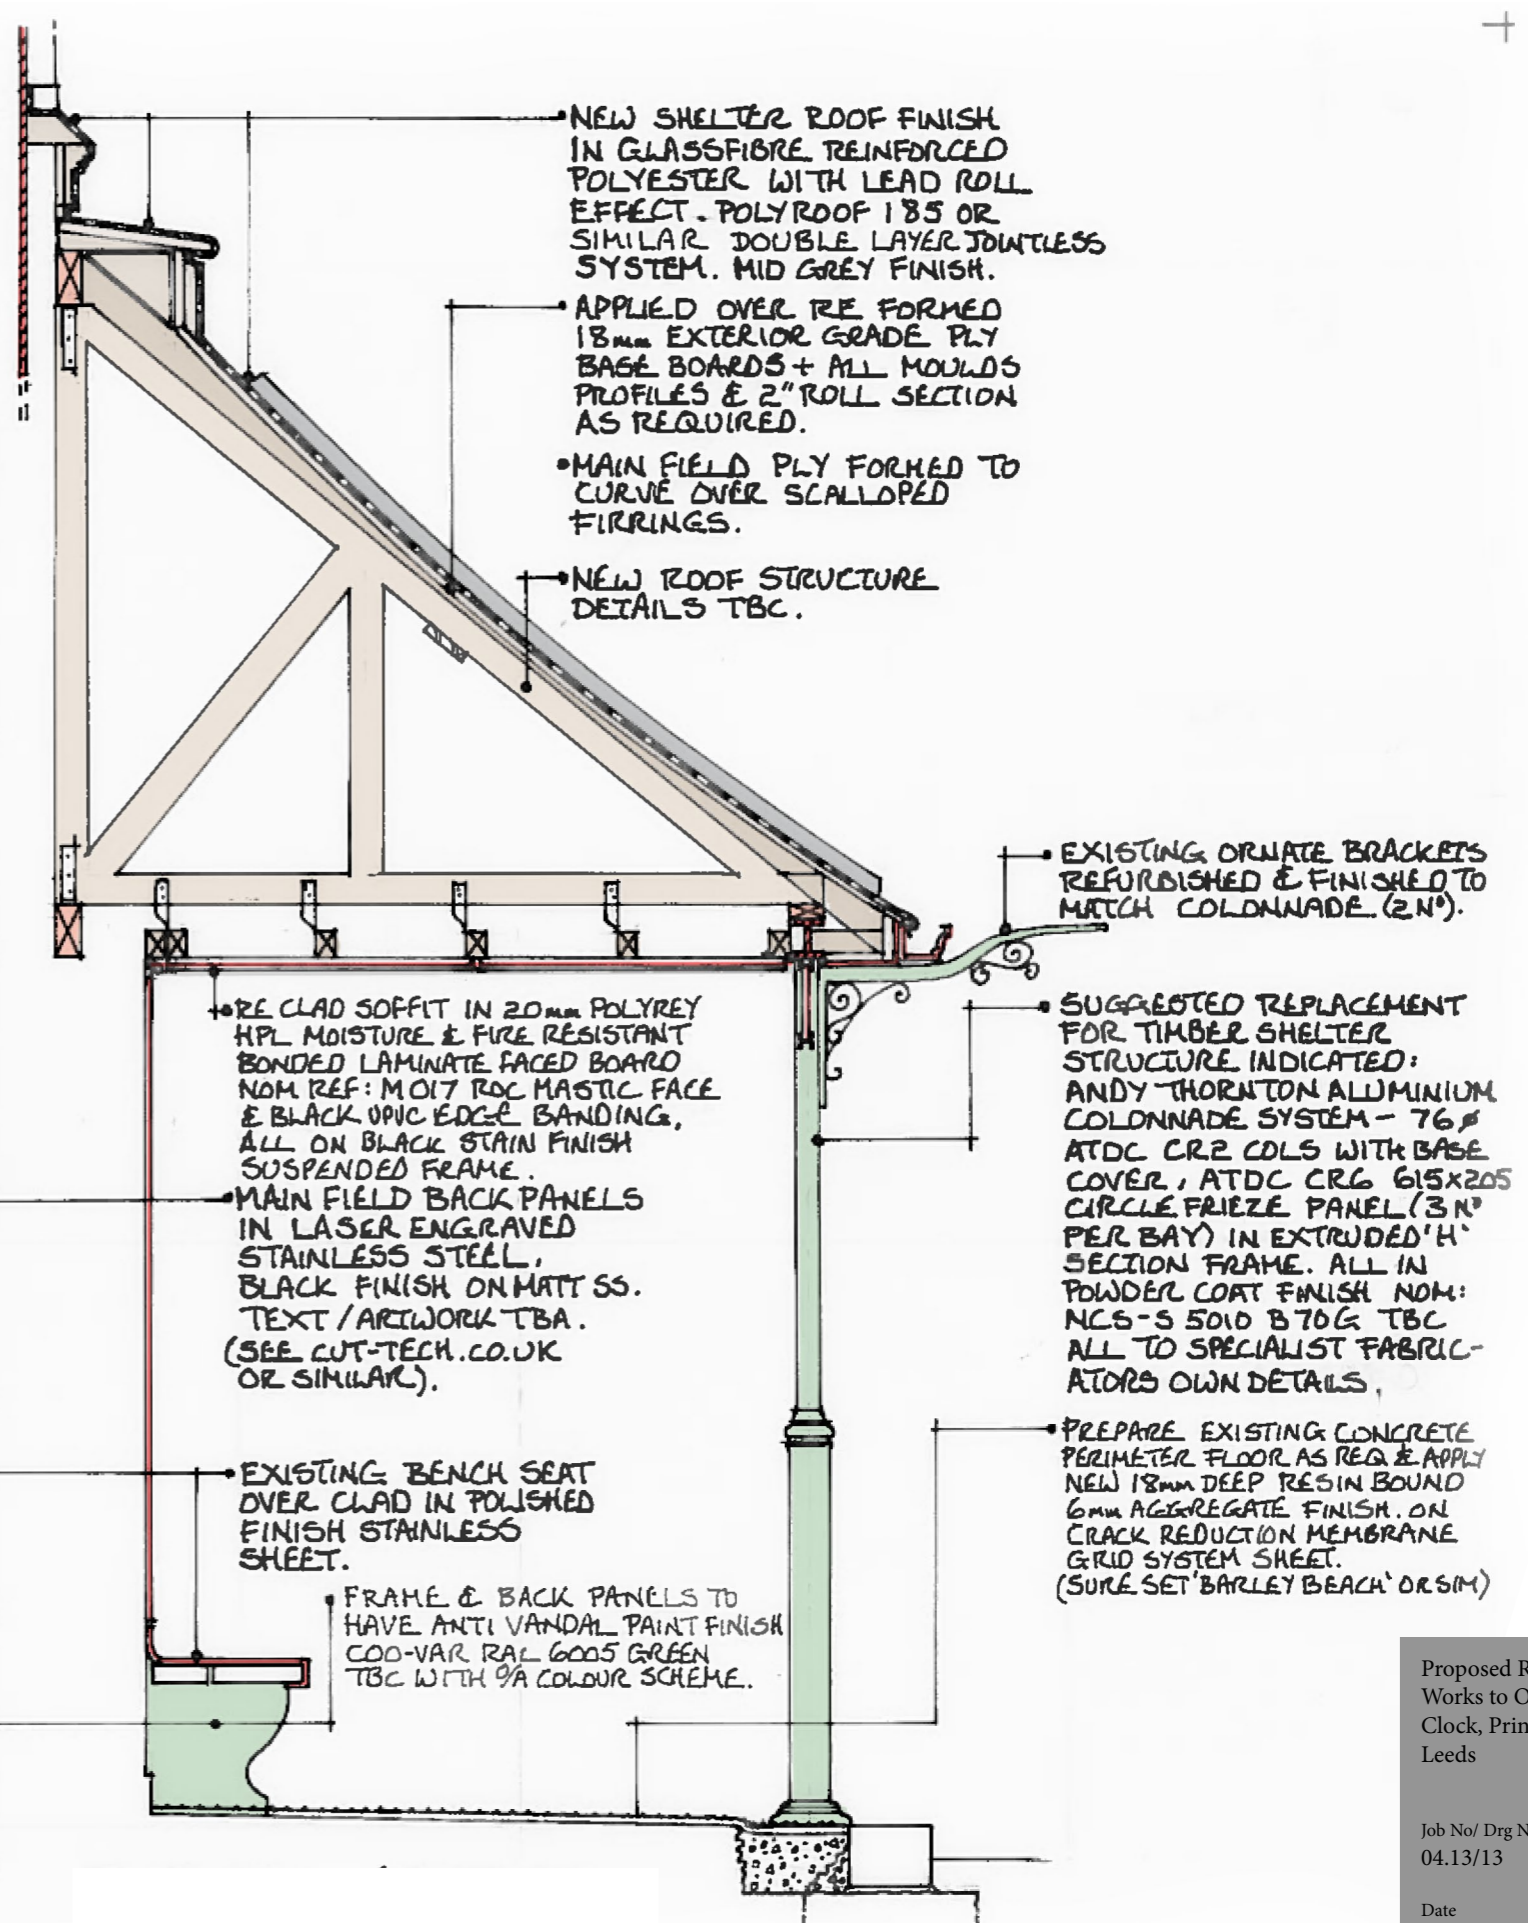 NEW SHELTER ROOF FINISH
IN GLASSFIBRE REINFORCED
POLYESTER WITH LEAD ROLL
EFFECT. POLYROOF 185 OR
SIMILAR DOUBLE LAYER JOINTLESS
SYSTEM. MID GREY FINISH.
APPLIED OVER RE FORMED
18mm EXTERIOR GRADE PLY
BASE BOARDS + ALL MOULDS
PROFILES & 2" ROLL SECTION
AS REQUIRED.
MAIN FIELD PLY FORMED TO
CURVE OVER SCALLOPED
FIRRINGS.
NEW ROOF STRUCTURE
DETAILS TBC.
EXISTING ORNATE BRACKETS
REFURBISHED & FINISHED TO
MATCH COLONNADE (2 Nº).
RE CLAD SOFFIT IN 20mm POLYREY
HPL MOISTURE & FIRE RESISTANT
BONDED LAMINATE FACED BOARD
NOM REF: M017 ROC MASTIC FACE
& BLACK UPVC EDGE BANDING,
ALL ON BLACK STAIN FINISH
SUSPENDED FRAME.
MAIN FIELD BACK PANELS
IN LASER ENGRAVED
STAINLESS STEEL.
BLACK FINISH ON MATT SS.
TEXT / ARTWORK TBA.
(SEE CUT-TECH.CO.UK
OR SIMILAR).
EXISTING BENCH SEAT
OVER CLAD IN POLISHED
FINISH STAINLESS
SHEET.
FRAME & BACK PANELS TO
HAVE ANTI VANDAL PAINT FINISH
COO-VAR RAL 6005 GREEN
TBC WITH O/A COLOUR SCHEME.
SUGGESTED REPLACEMENT
FOR TIMBER SHELTER
STRUCTURE INDICATED:
ANDY THORNTON ALUMINIUM
COLONNADE SYSTEM - 76 ø
ATDC CR2 COLS WITH BASE
COVER, ATDC CR6 615x205
CIRCLE FRIEZE PANEL (3 Nº
PER BAY) IN EXTRUDED 'H'
SECTION FRAME. ALL IN
POWDER COAT FINISH NOM:
NCS-S 5010 B70G TBC
ALL TO SPECIALIST FABRIC-
ATORS OWN DETAILS.
PREPARE EXISTING CONCRETE
PERIMETER FLOOR AS REQ & APPLY
NEW 18mm DEEP RESIN BOUND
6mm AGGREGATE FINISH. ON
CRACK REDUCTION MEMBRANE
GRID SYSTEM SHEET.
(SURE SET 'BARLEY BEACH' OR SIM)
Proposed R
Works to O
Clock, Prin
Leeds
Job No/ Drg N
04.13/13
Date